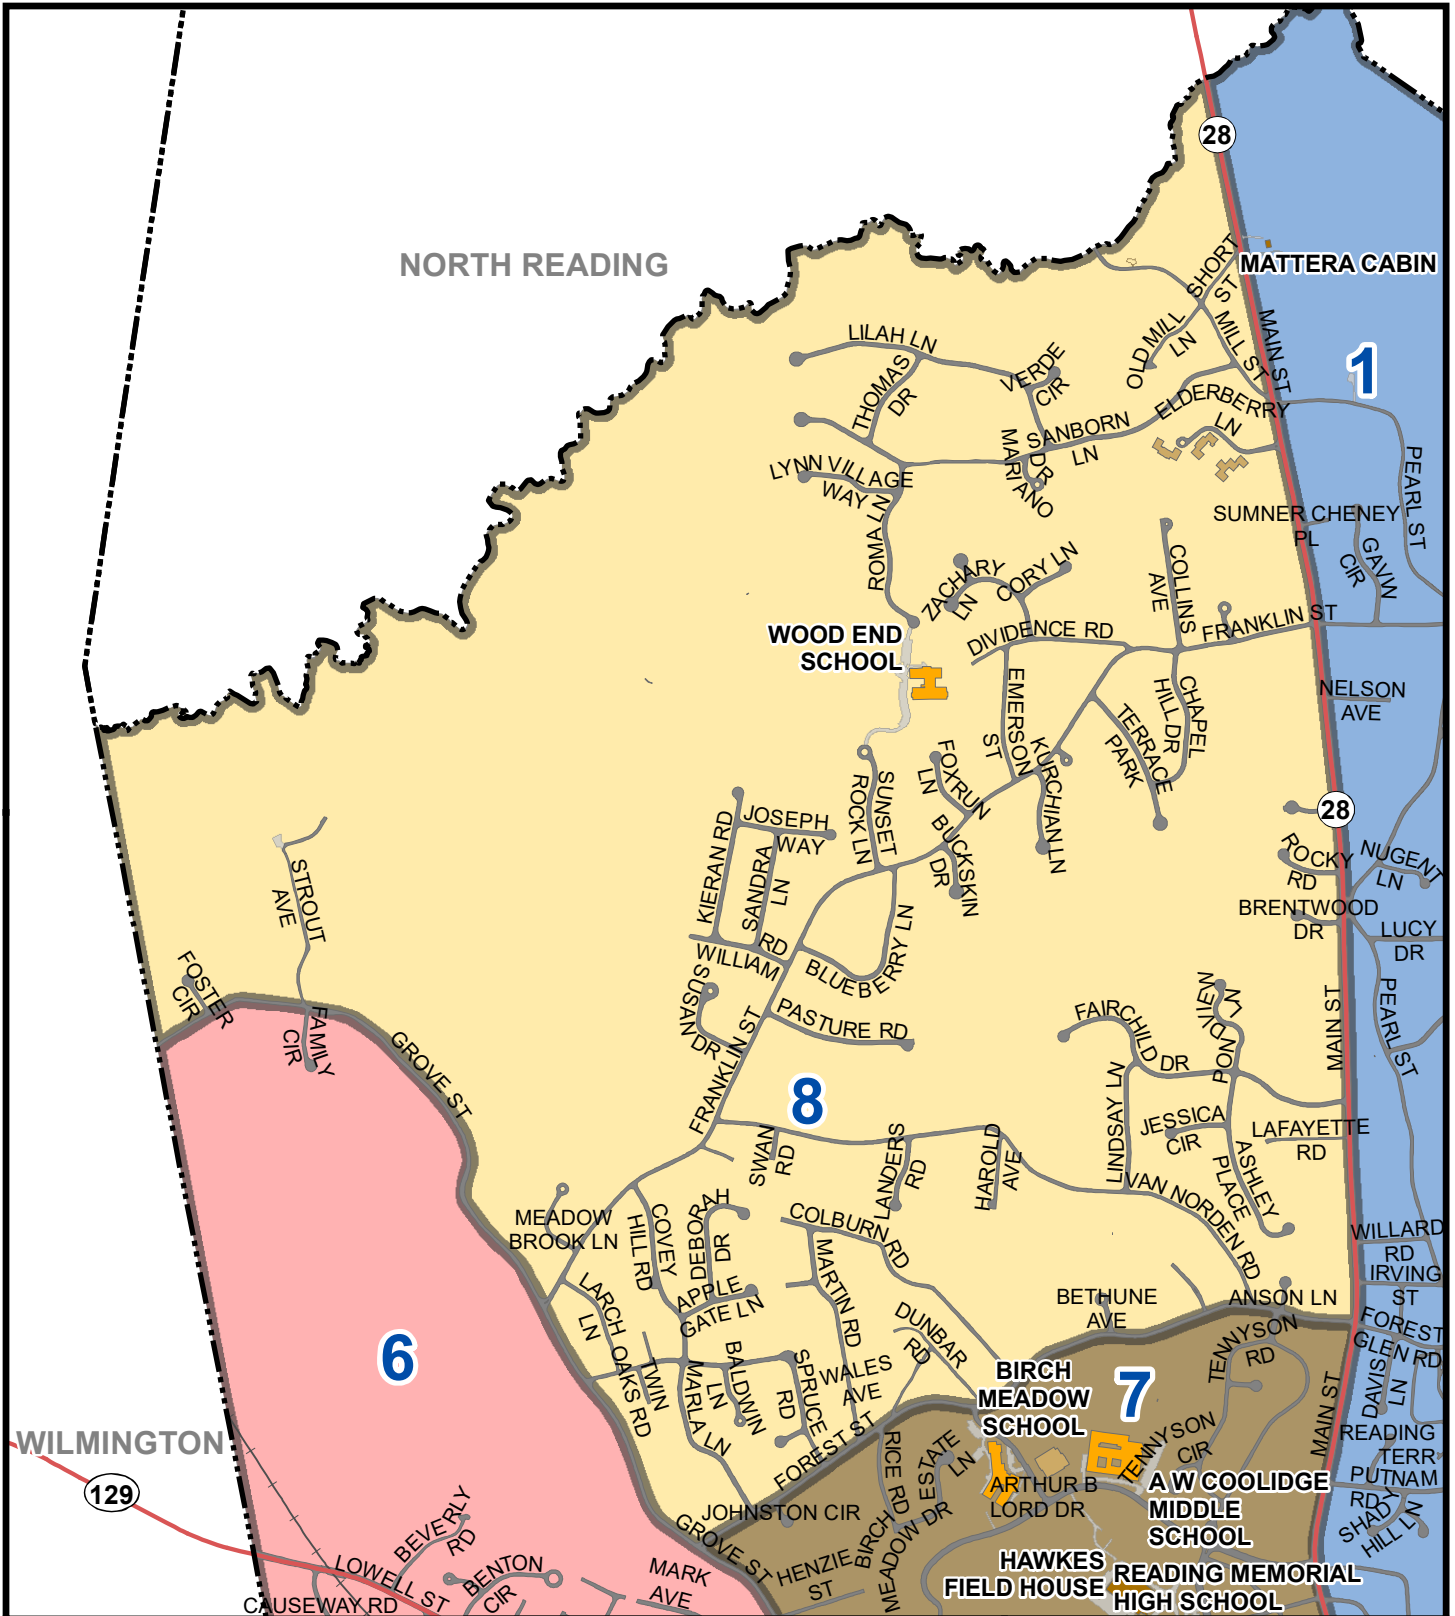 28
NORTH READING
SHORT
ST
MATTERA CABIN
LILAH LN
OLD MILL
LN
MILL ST
MAIN ST
1
THOMAS
DR
VERDE
CIR
ELDERBERRY
LN
SANBORN
LN
MARIANO
DR
LYNN VILLAGE
WAY
PEARL ST
ROMA LN
SUMNER CHENEY
PL
GAVIN
CIR
ZACHARY
LN
CORY LN
COLLINS
AVE
FRANKLIN ST
DIVIDENCE RD
WOOD END
SCHOOL
EMERSON
ST
CHAPEL
HILL DR
NELSON
AVE
TERRACE
PARK
KURCHIAN LN
FOXRUN
LN
SUNSET
ROCK LN
28
JOSEPH
WAY
KIERAN RD
SANDRA
LN
BUCKSKIN
DR
ROCKY
RD
NUGENT
LN
STROUT
AVE
BRENTWOOD
DR
LUCY
DR
WILLIAM
RD
BLUEBERRY LN
FOSTER
CIR
SUSAN
DR
PASTURE RD
FAMILY
CIR
GROVE ST
FRANKLIN ST
FAIRCHILD DR
POND VIEW
LN
MAIN ST
PEARL ST
8
LINDSAY LN
JESSICA
CIR
LAFAYETTE
RD
SWAN
RD
LANDERS
RD
HAROLD
AVE
ASHLEY
PLACE
VAN NORDEN RD
MEADOW
BROOK LN
COVEY
HILL RD
DEBORAH
DR
COLBURN RD
WILLARD
RD
IRVING
ST
LARCH
LN
APPLE
GATE LN
MARTIN RD
BETHUNE
AVE
ANSON LN
FOREST
GLEN RD
DUNBAR
RD
TENNYSON
RD
6
TWIN
OAKS RD
MARLA LN
BALDWIN
LN
SPRUCE
RD
WALES
AVE
BIRCH
MEADOW
SCHOOL
7
DAVIS
LN
MAIN ST
WILMINGTON
FOREST ST
RICE RD
ESTATE
LN
TENNYSON
CIR
READING
TERR
129
JOHNSTON CIR
BIRCH
MEADOW DR
ARTHUR B
LORD DR
A W COOLIDGE
MIDDLE
SCHOOL
PUTNAM
RD
SHADY
HILL LN
BEVERLY
RD
GROVE ST
LOWELL ST
BENTON
CIR
MARK
AVE
HENZIE
ST
HAWKES
FIELD HOUSE
READING MEMORIAL
HIGH SCHOOL
CAUSEWAY RD